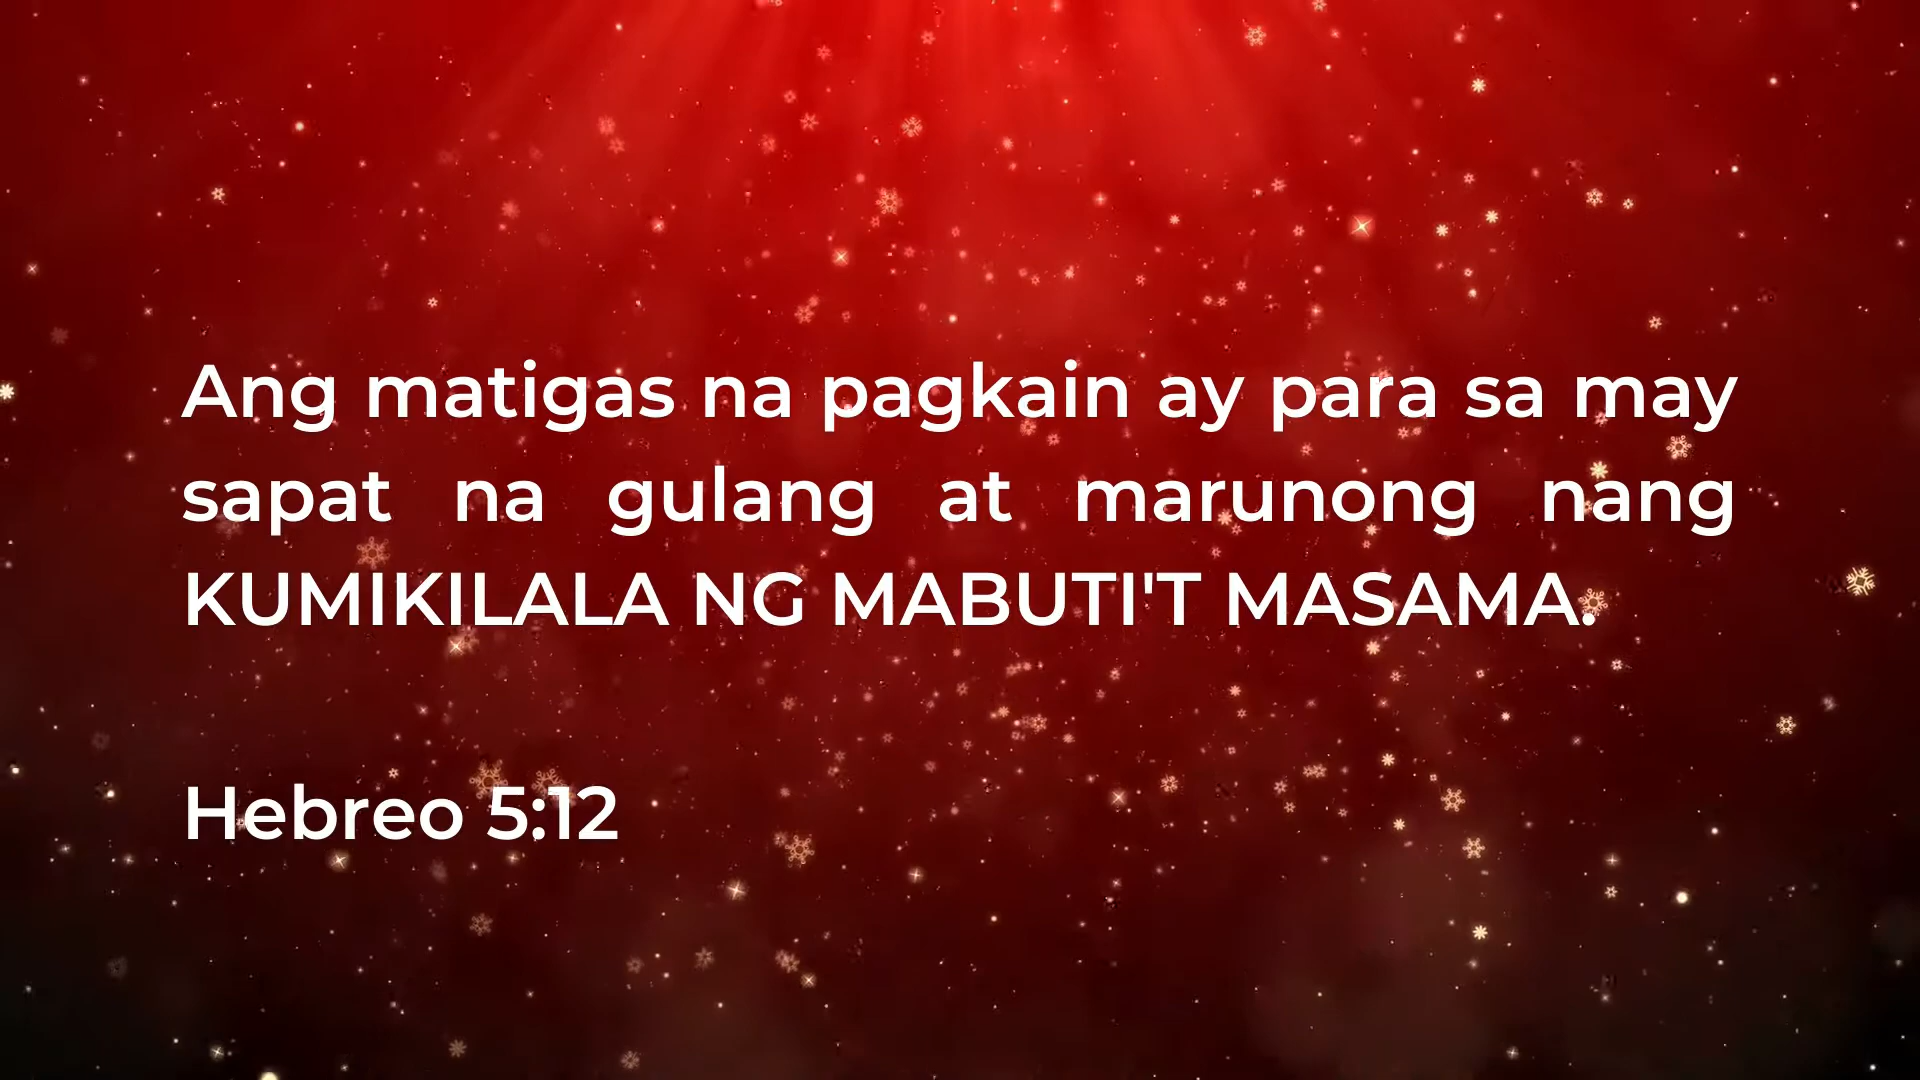 Ang matigas na pagkain ay para sa may
sapat na gulang at marunong nang
KUMIKILALA NG MABUTI'T MASAMA.
Hebreo 5:12